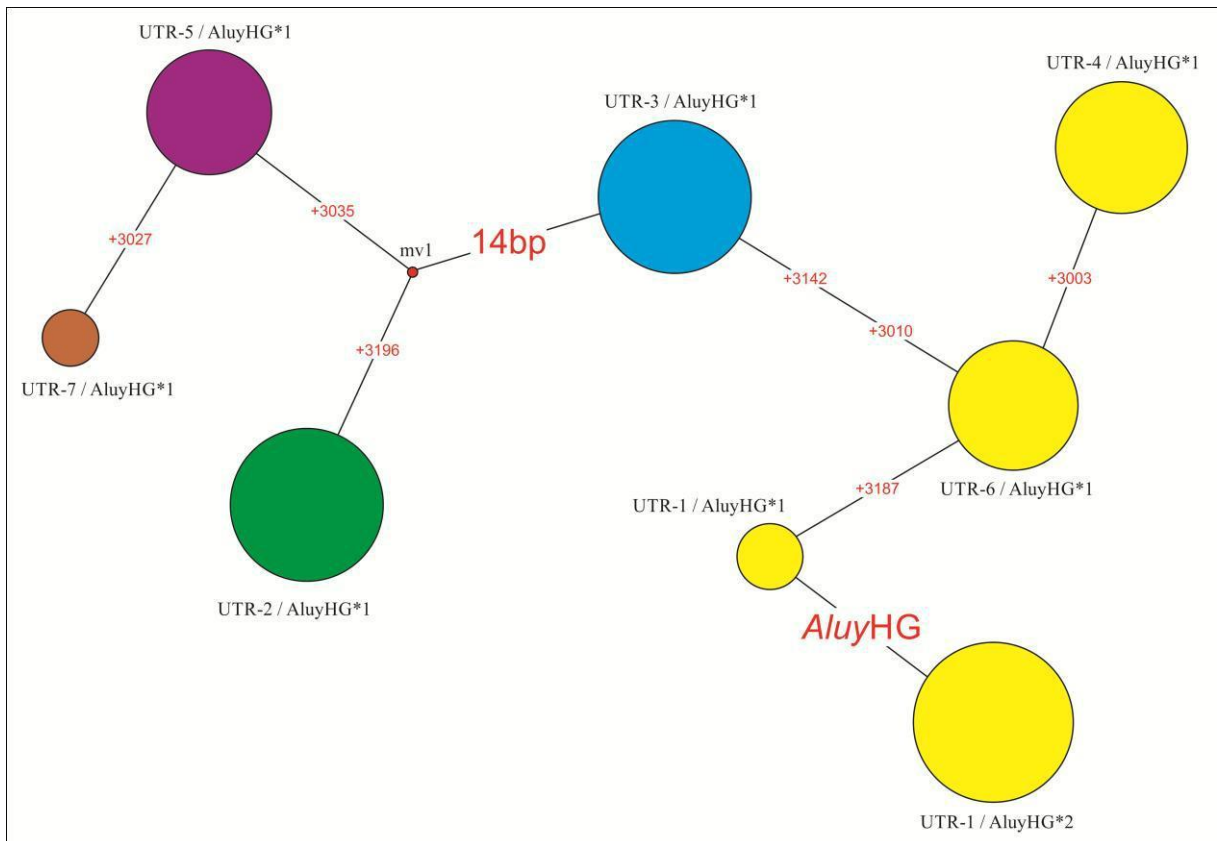 UTR-5 / AluyHG*1
UTR-4 / AluyHG*1
UTR-3 / AluyHG*1
+3035
+3027
mv1
14bp
+3142
+3003
+3010
+3196
UTR-7 / AluyHG*1
+3187
UTR-6 / AluyHG*1
UTR-1 / AluyHG*1
UTR-2 / AluyHG*1
AluyHG
UTR-1 / AluyHG*2